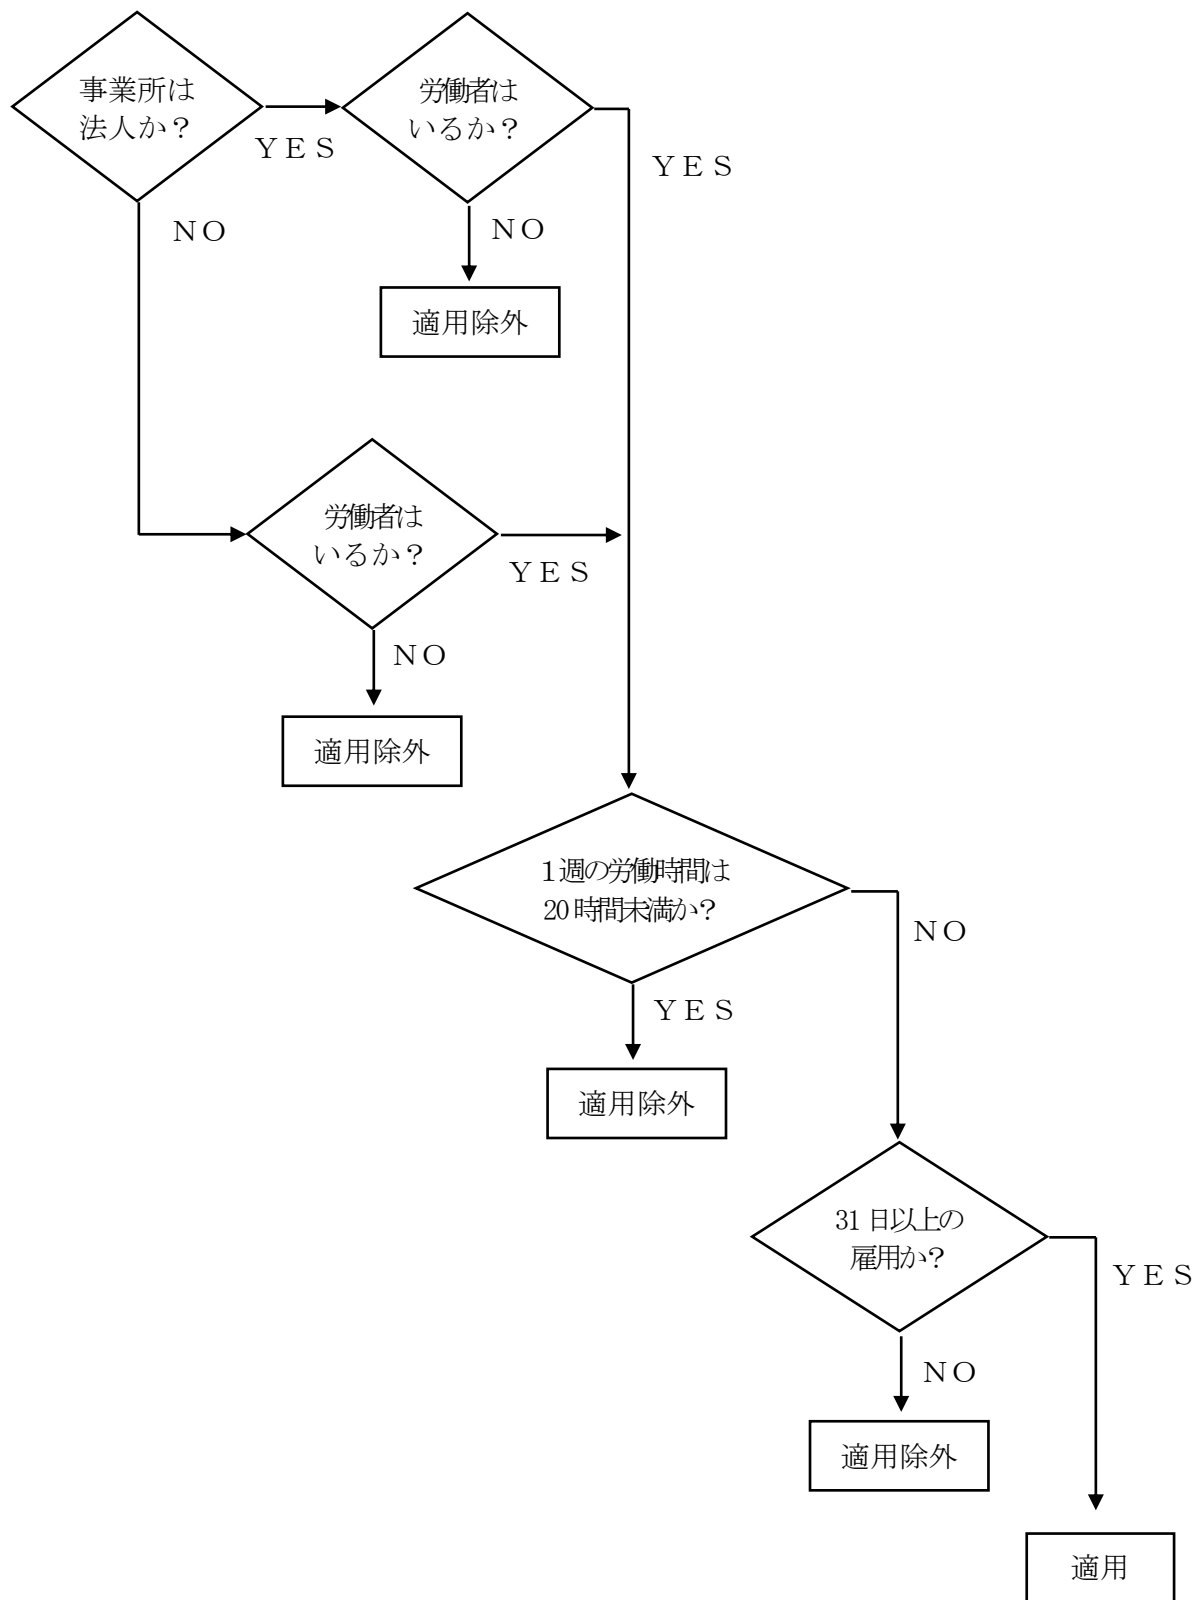 事業所は
法人か？
ＹＥＳ
労働者は
いるか？
ＹＥＳ
ＮＯ
ＮＯ
適用除外
労働者は
いるか？
ＹＥＳ
ＮＯ
適用除外
１週の労働時間は
20時間未満か？
ＮＯ
ＹＥＳ
適用除外
31日以上の
雇用か？
ＹＥＳ
ＮＯ
適用除外
適用